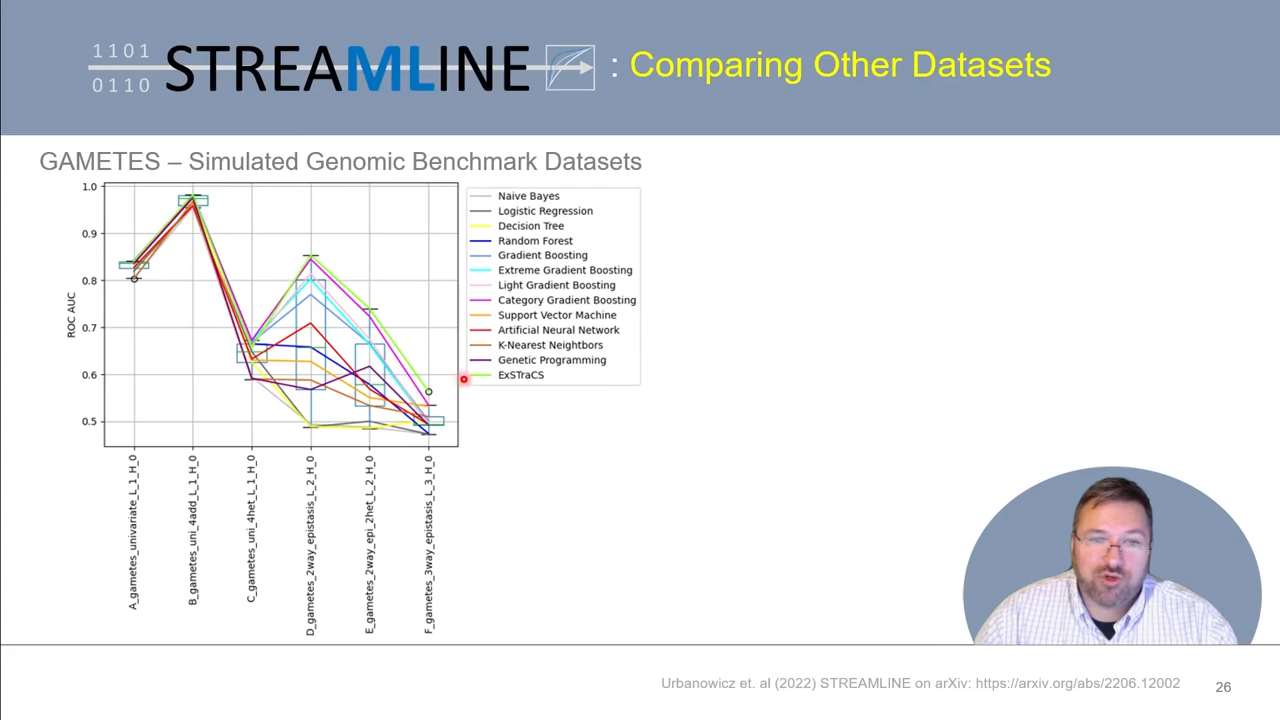 1101
0110
STREAMLINE : Comparing Other Datasets
GAMETES – Simulated Genomic Benchmark Datasets
1.0
0.9
0.8
0.7
0.6
0.5
ROC AUC
A_gametes_univariate_L_1_H_0
B_gametes_uni_4add_L_1_H_0
C_gametes_uni_4het_L_1_H_0
D_gametes_2way_epistasis_L_2_H_0
E_gametes_2way_epi_2het_L_2_H_0
F_gametes_3way_epistasis_L_3_H_0
Naive Bayes
Logistic Regression
Decision Tree
Random Forest
Gradient Boosting
Extreme Gradient Boosting
Light Gradient Boosting
Category Gradient Boosting
Support Vector Machine
Artificial Neural Network
K-Nearest Neightbors
Genetic Programming
ExSTraCS
Urbanowicz et. al (2022) STREAMLINE on arXiv: https://arxiv.org/abs/2206.12002
26